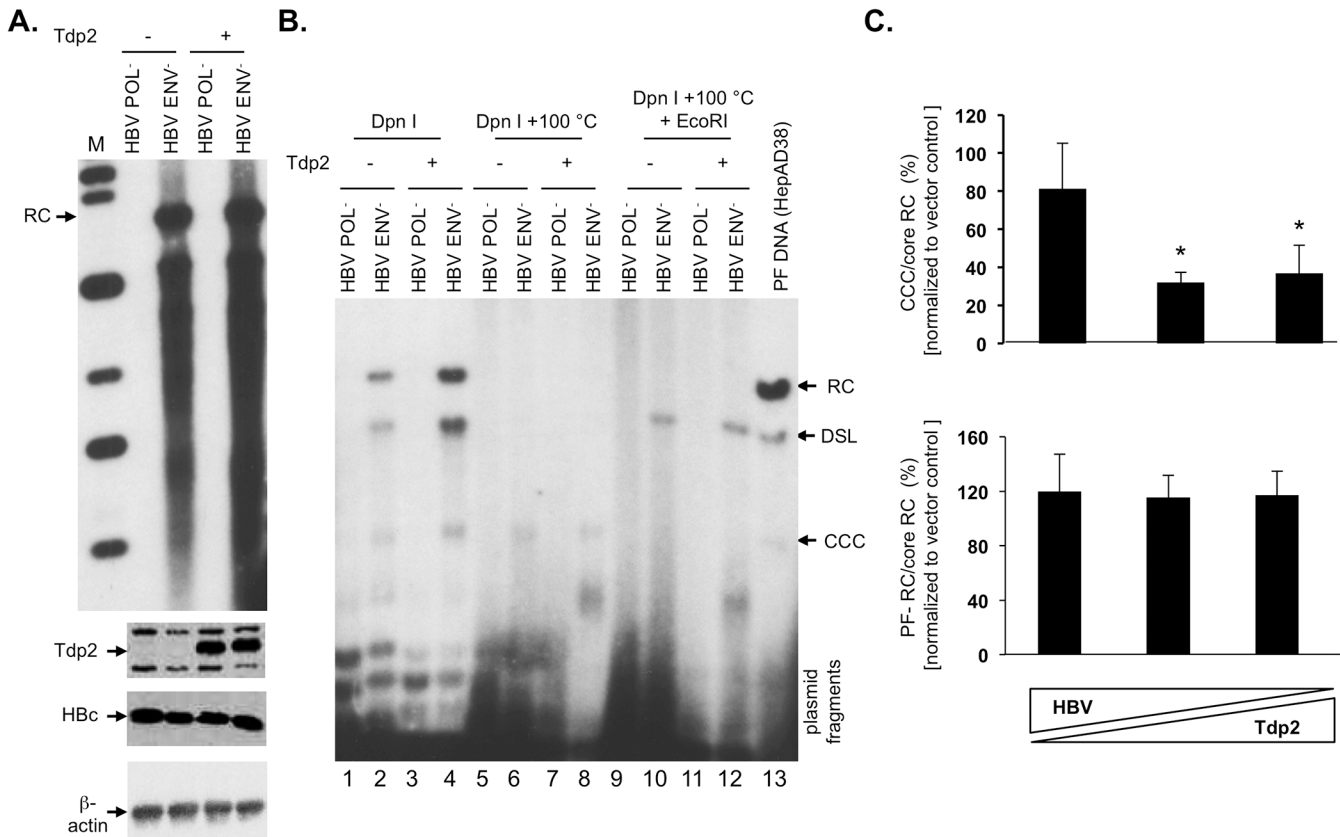 A.
Tdp2
-
+
HBV POL-
HBV ENV-
HBV POL-
HBV ENV-
M
RC
Tdp2
HBc
β-
actin
B.
Dpn I
Dpn I +100 °C
Dpn I +100 °C
+ EcoRI
Tdp2
-
+
-
+
-
+
HBV POL-
HBV ENV-
HBV POL-
HBV ENV-
HBV POL-
HBV ENV-
HBV POL-
HBV ENV-
HBV POL-
HBV ENV-
HBV POL-
HBV ENV-
PF DNA (HepAD38)
RC
DSL
CCC
plasmid
fragments
1 2 3 4 5 6 7 8 9 10 11 12 13
C.
CCC/core RC (%)
[normalized to vector control]
120
100
80
60
40
20
0
*
*
PF- RC/core RC (%)
[normalized to vector control ]
160
120
80
40
0
HBV
Tdp2